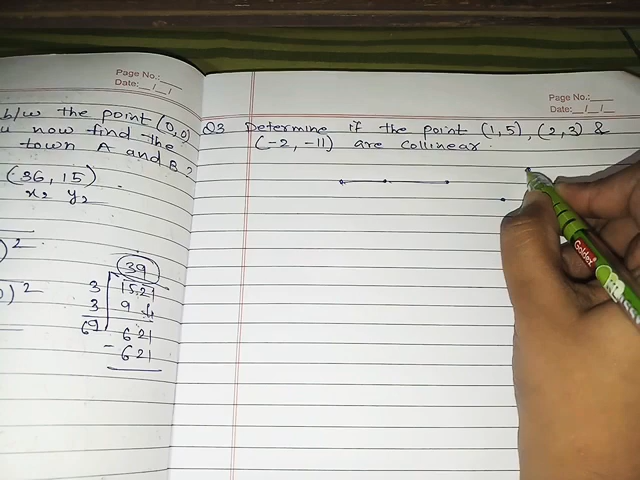 Page No.:
Date: / /
b/w the point (0,0)
now find the
town A and B ?
(36, 15)
x₂ y₂
)²
)²
39
3 1521
3 9
69 621
- 621
Page No.:
Date: / /
Q3 Determine if the point (1,5), (2,3) &
(-2, -11) are collinear.
Goldex